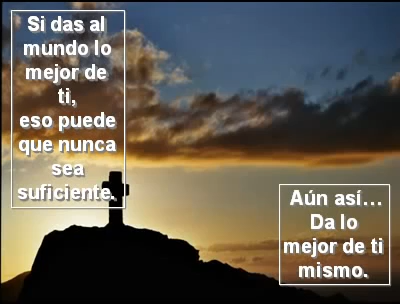 Si das al
mundo lo
mejor de
ti,
eso puede
que nunca
sea
suficiente.
Aún así...
Da lo
mejor de ti
mismo.